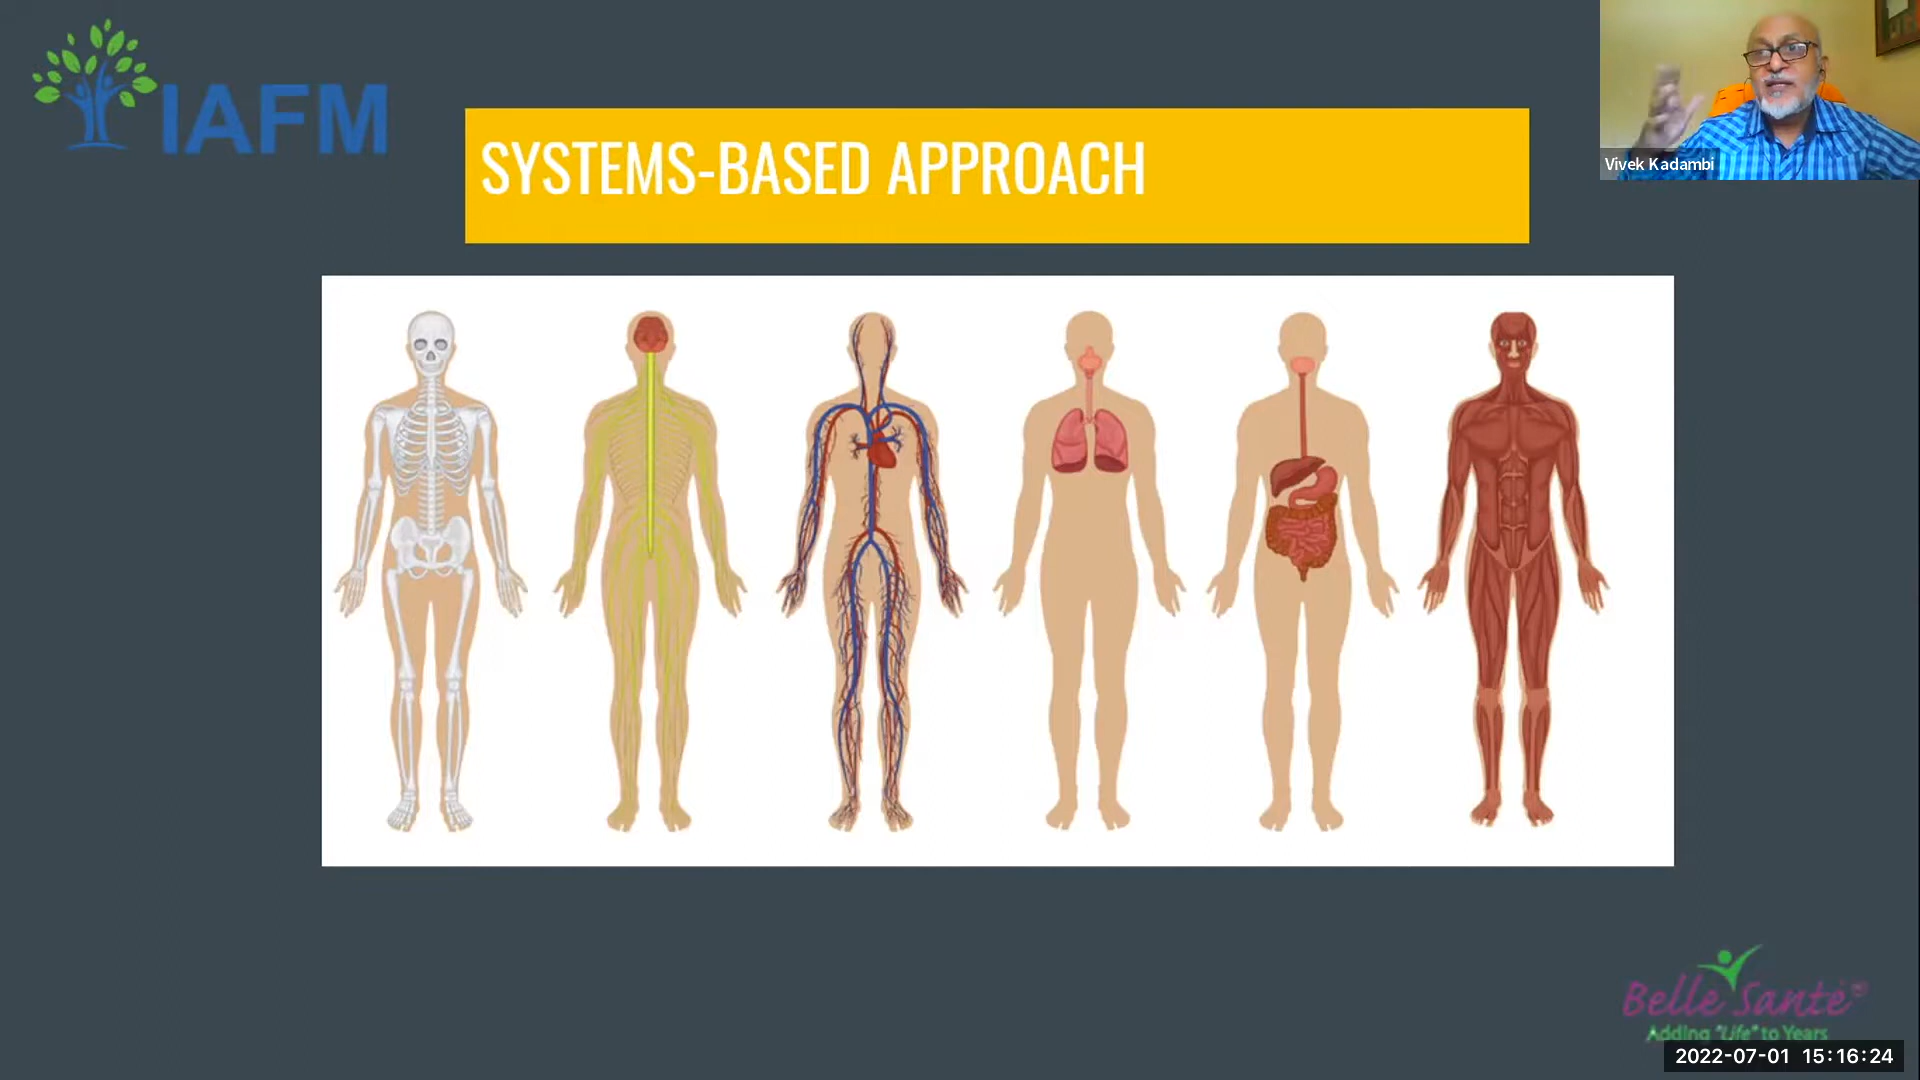 IAFM
SYSTEMS-BASED APPROACH
Vivek Kadambi
Belle Santé
Adding "Life" to Years
2022-07-01 15:16:24